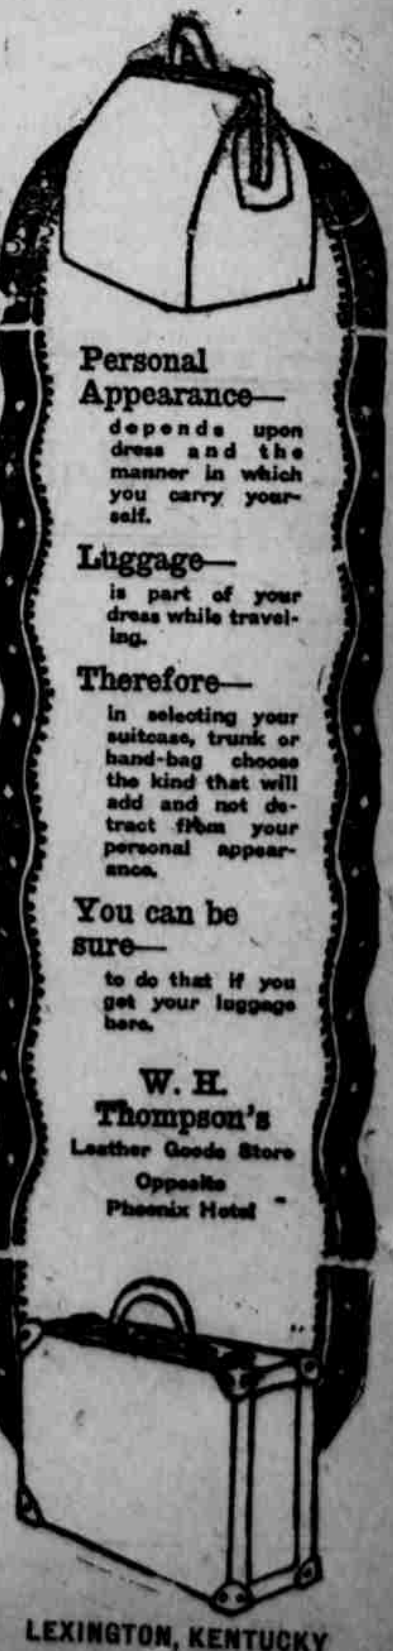 Personal
Appearance—
depends upon
dress and the
manner in which
you carry your-
self.
Luggage—
is part of your
dress while travel-
ing.
Therefore—
in selecting your
suitcase, trunk or
hand-bag choose
the kind that will
add and not de-
tract from your
personal appear-
ance.
You can be
sure—
to do that if you
get your luggage
here.
W. H.
Thompson's
Leather Goods Store
Opposite
Phoenix Hotel
LEXINGTON, KENTUCKY